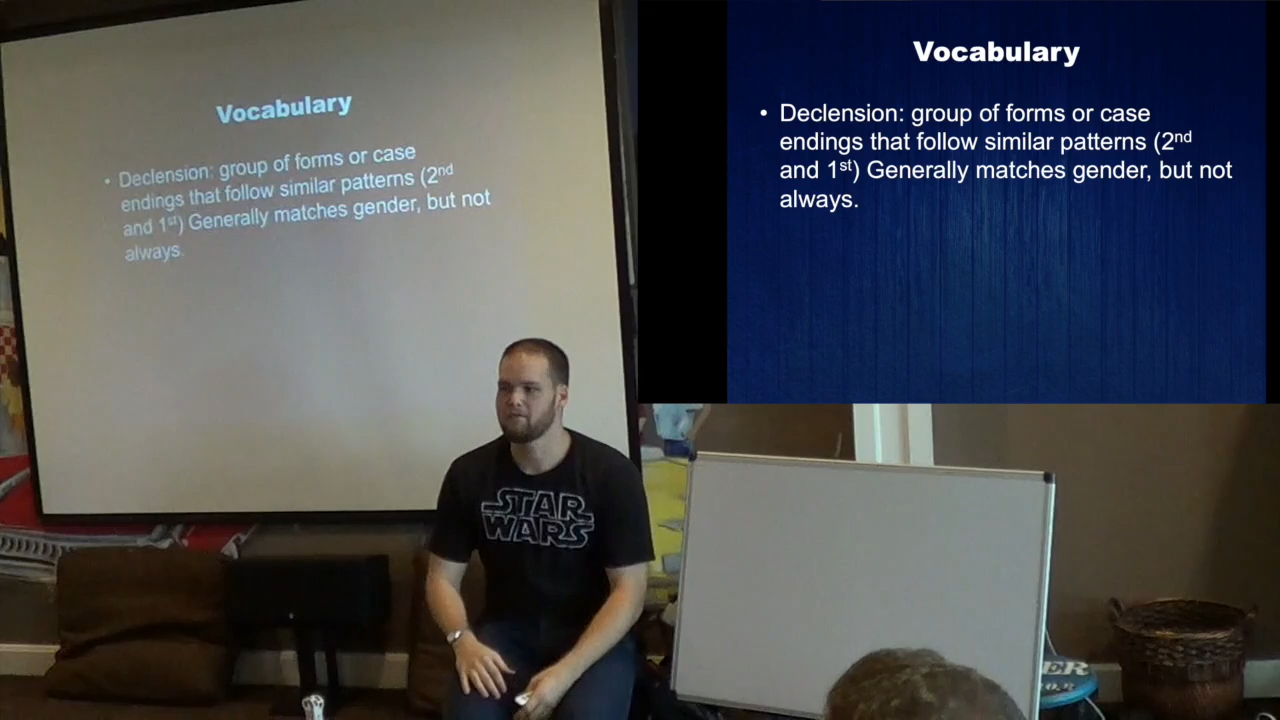 Vocabulary
• Declension: group of forms or case
endings that follow similar patterns (2nd
and 1st) Generally matches gender, but not
always.
Vocabulary
• Declension: group of forms or case
endings that follow similar patterns (2nd
and 1st) Generally matches gender, but not
always.
STAR
WARS